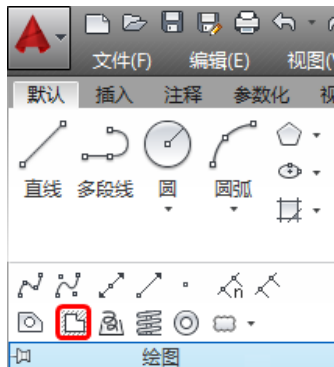 文件(F) 编辑(E) 视图(
默认 插入 注释 参数化
直线 多段线 圆 圆弧
绘图